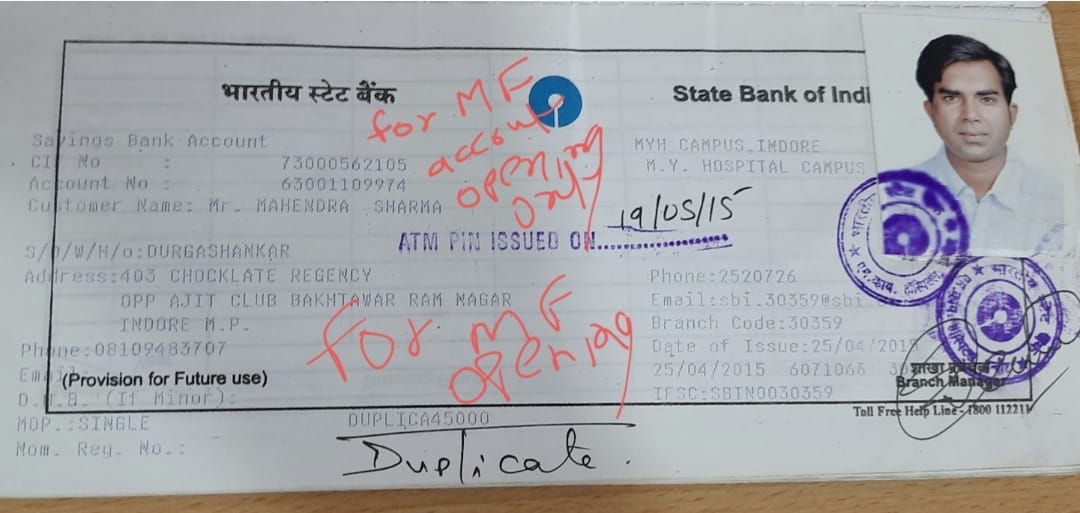 भारतीय स्टेट बैंक
State Bank of Indi
for MF
account
opening
only
Savings Bank Account
CIF No : 73000562105
Account No : 63001109974
Customer Name: Mr. MAHENDRA SHARMA
MYH CAMPUS,INDORE
M.Y. HOSPITAL CAMPUS
19/05/15
ATM PIN ISSUED ON
S/D/W/H/o:DURGASHANKAR
Address:403 CHOCKLATE REGENCY
OPP AJIT CLUB BAKHTAWAR RAM NAGAR
INDORE M.P.
Phone:08109483707
Email
(Provision for Future use)
D.O.B. (If Minor):
MOP.:SINGLE
Nom. Reg. No.:
Phone:2520726
Email:sbi.30359@sbi
Branch Code:30359
Date of Issue:25/04/2015
25/04/2015 6071066
IFSC:SBIN0030359
For MF
opening
शाखा प्रबंधक
Branch Manager
Toll Free Help Line - 1800 112211
DUPLICA45000
Duplicate.